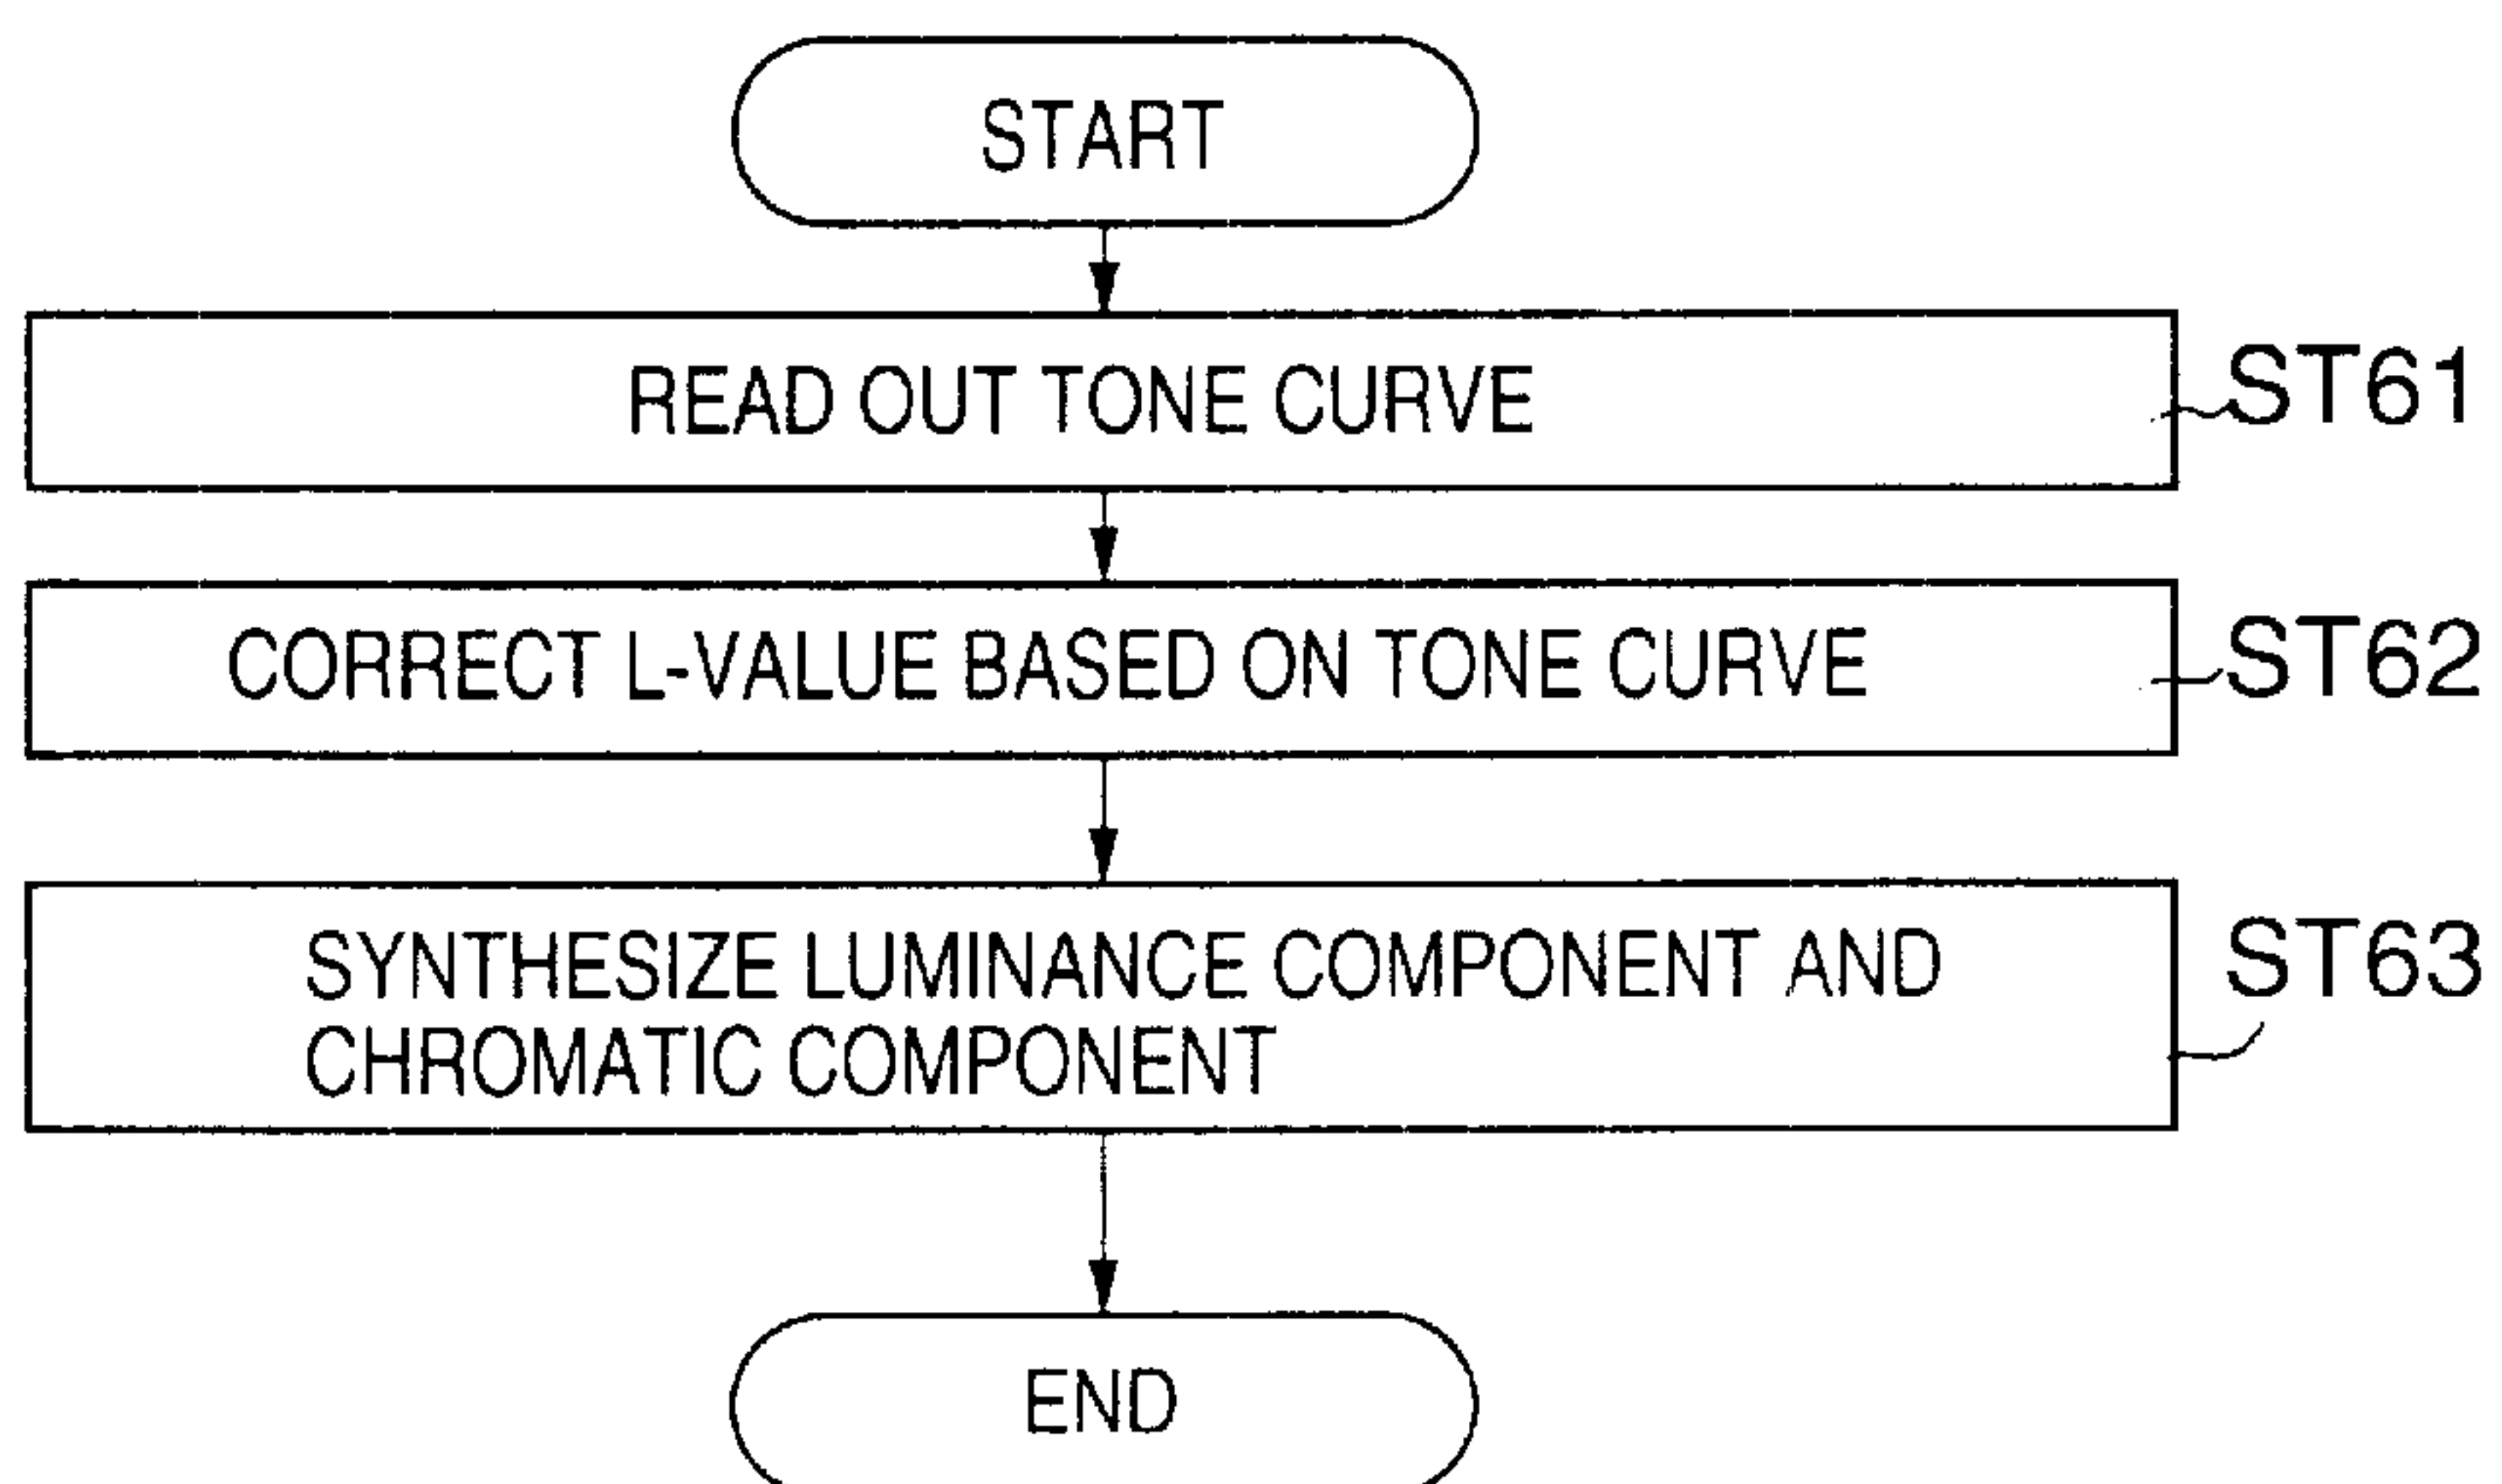 START
READ OUT TONE CURVE
ST61
CORRECT L-VALUE BASED ON TONE CURVE
ST62
SYNTHESIZE LUMINANCE COMPONENT AND
CHROMATIC COMPONENT
ST63
END